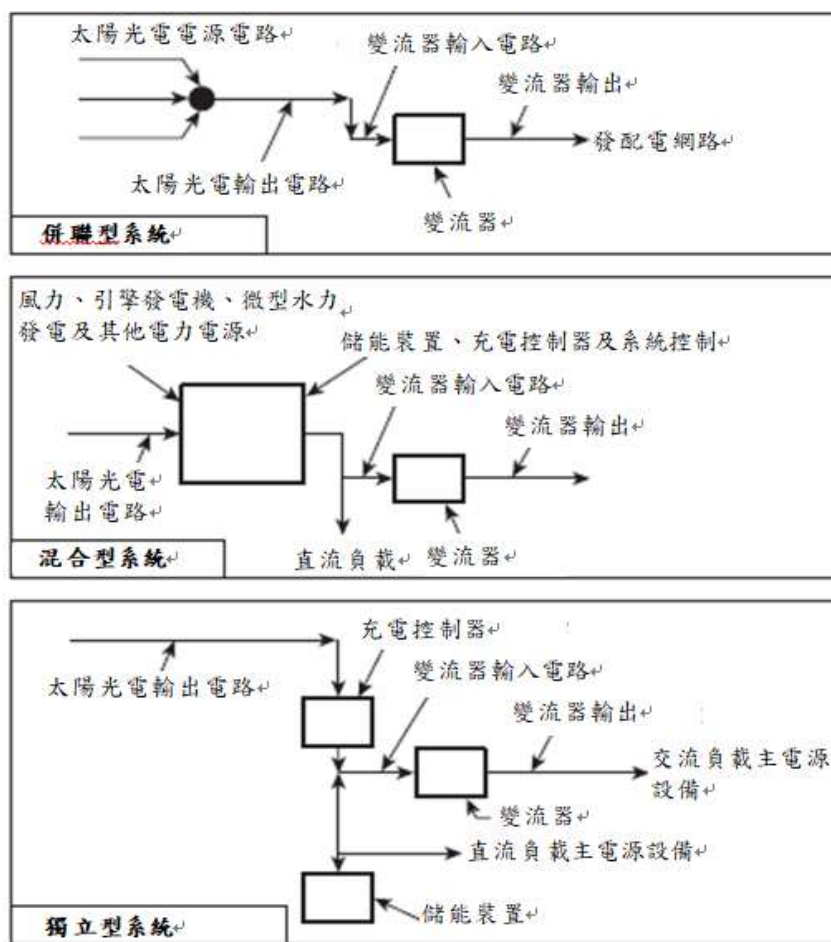 太陽光電電源電路
變流器輸入電路
變流器輸出
發配電網路
太陽光電輸出電路
變流器
併聯型系統
風力、引擎發電機、微型水力
發電及其他電力電源
儲能裝置、充電控制器及系統控制
變流器輸入電路
變流器輸出
太陽光電
輸出電路
直流負載
變流器
混合型系統
充電控制器
太陽光電輸出電路
變流器輸入電路
變流器輸出
交流負載主電源
設備
變流器
直流負載主電源設備
儲能裝置
獨立型系統